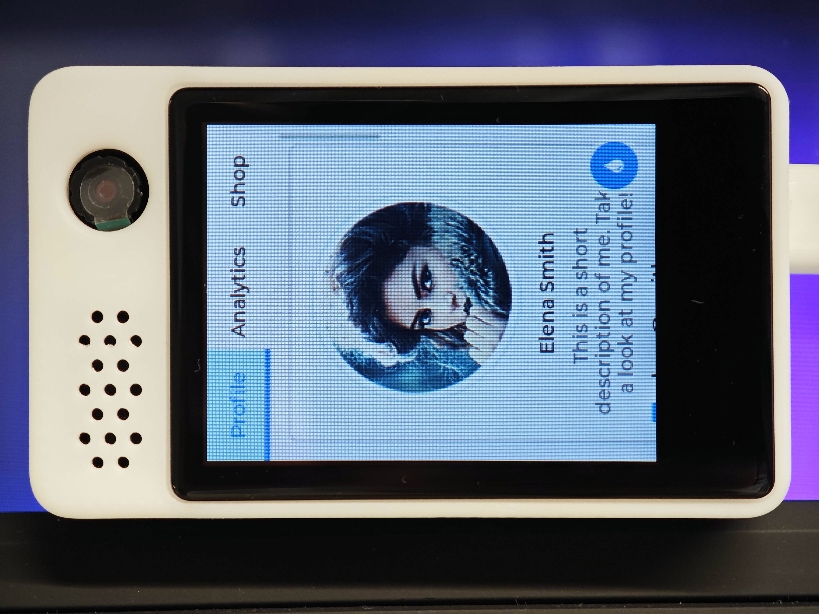 Profile Analytics Shop
Elena Smith
This is a short
description of me. Tak
a look at my profile!